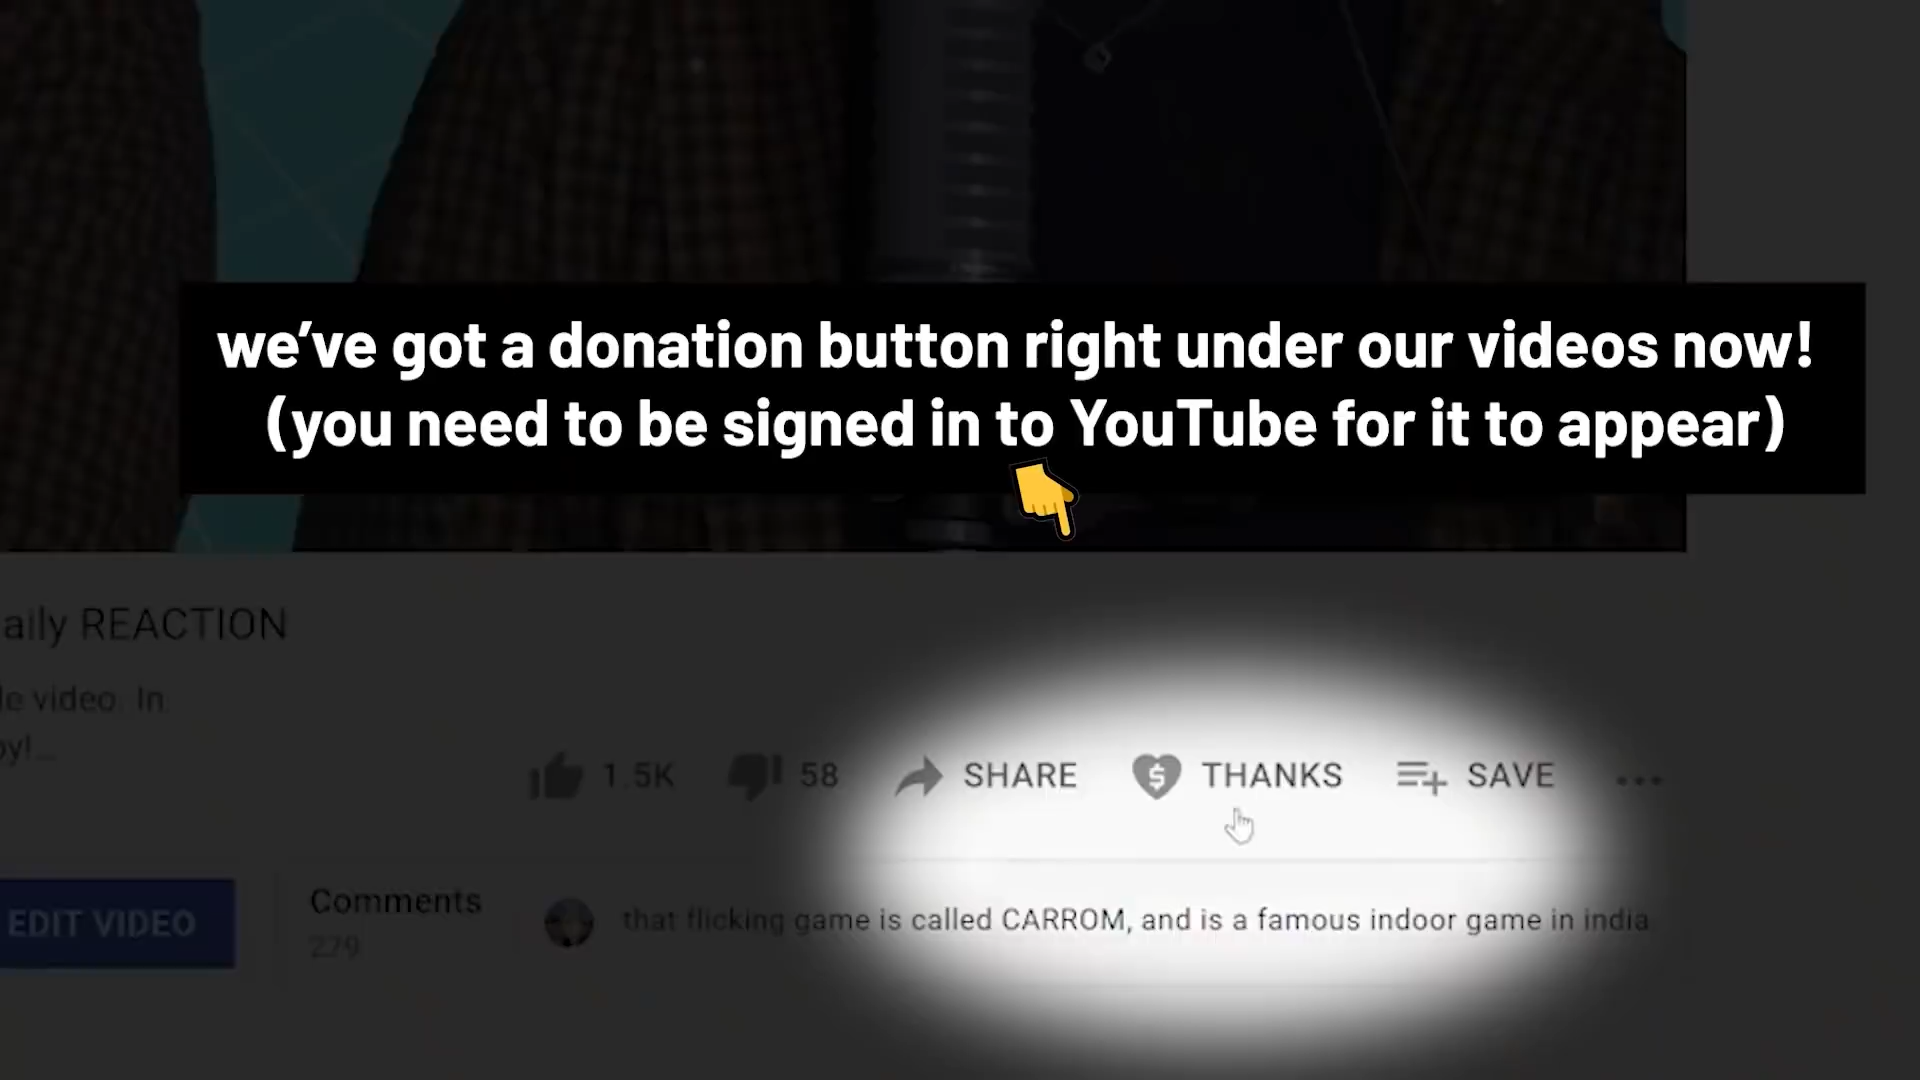 we’ve got a donation button right under our videos now!
(you need to be signed in to YouTube for it to appear)
aily REACTION
le video. In
oy!...
1.5K
58
SHARE
$
THANKS
SAVE
EDIT VIDEO
Comments
279
that flicking game is called CARROM, and is a famous indoor game in india